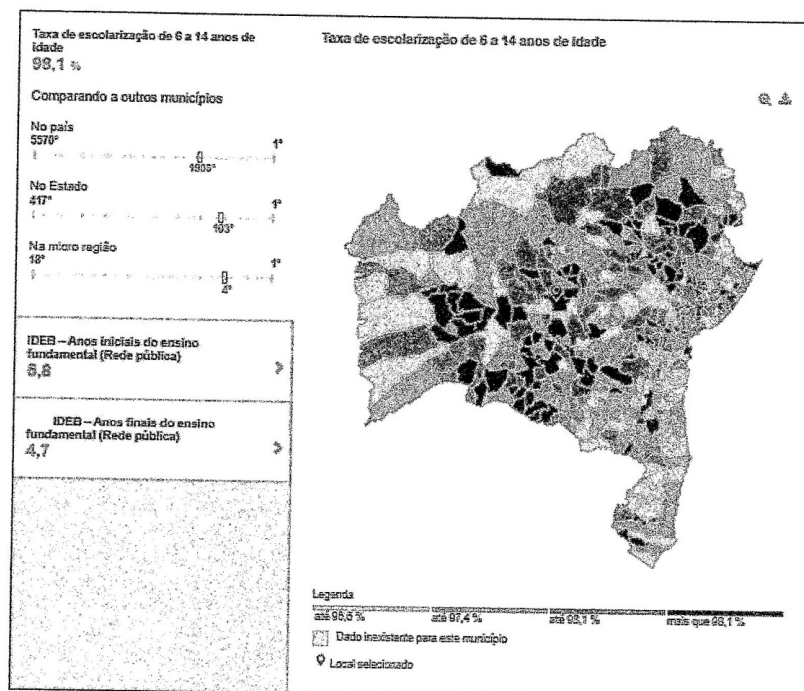 Taxa de escolarização de 6 a 14 anos de
idade
98,1 %
Comparando a outros municípios
No país
5570º
1º
1935º
No Estado
417º
1º
103º
Na micro região
18º
1º
4º
IDEB – Anos iniciais do ensino
fundamental (Rede pública)
5,8
IDEB – Anos finais do ensino
fundamental (Rede pública)
4,7
Taxa de escolarização de 6 a 14 anos de idade
Legenda
até 96,6 %
até 97,4 %
até 98,1 %
mais que 98,1 %
Dado inexistente para este município
Local selecionado